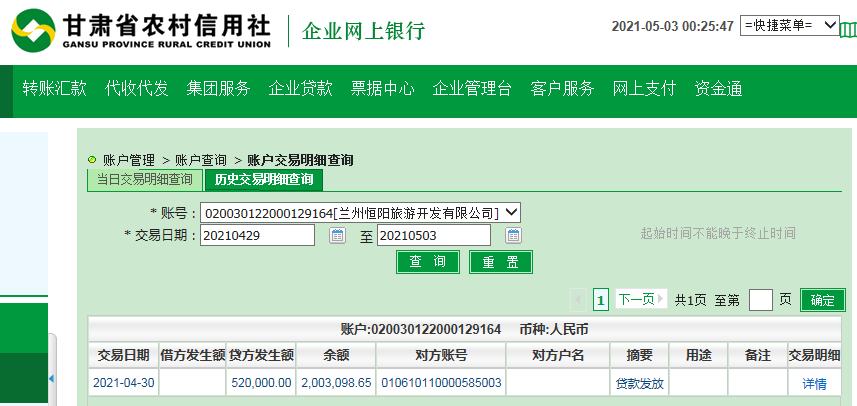 甘肃省农村信用社
GANSU PROVINCE RURAL CREDIT UNION
企业网上银行
2021-05-03 00:25:47 =快捷菜单=
转账汇款 代收代发 集团服务 企业贷款 票据中心 企业管理台 客户服务 网上支付 资金通
账户管理 > 账户查询 > 账户交易明细查询
当日交易明细查询 历史交易明细查询
* 账号： 020030122000129164[兰州恒阳旅游开发有限公司]
* 交易日期： 20210429 至 20210503 起始时间不能晚于终止时间
查 询 重 置
1 下一页 共1页 至第 页 确定
账户:020030122000129164 币种:人民币
交易日期 借方发生额 贷方发生额 余额 对方账号 对方户名 摘要 用途 备注 交易明细
2021-04-30 520,000.00 2,003,098.65 010610110000585003 贷款发放 详情